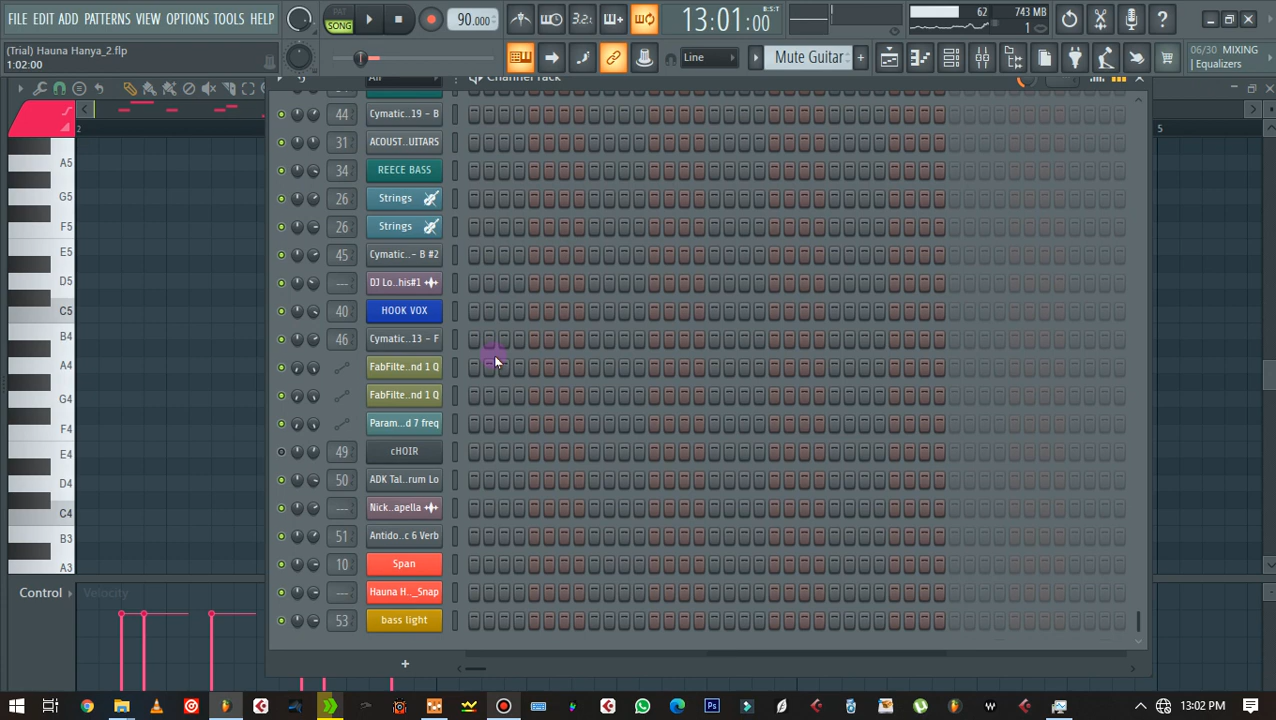 FILE EDIT ADD PATTERNS VIEW OPTIONS TOOLS HELP
PAT
SONG
90.000
3.2.
13:01:00
B:S:T
62
743 MB
1
(Trial) Hauna Hanya_2.flp
1:02:00
Line
Mute Guitar
06/30 MIXING
| Equalizers
All
Channel rack
2
5
A5
G5
F5
E5
D5
C5
B4
A4
G4
F4
E4
D4
C4
B3
A3
44 Cymatic..19 - B
31 ACOUST..UITARS
34 REECE BASS
26 Strings
26 Strings
45 Cymatic..- B #2
--- DJ Lo..his#1
40 HOOK VOX
46 Cymatic..13 - F
FabFilte..nd 1 Q
FabFilte..nd 1 Q
Param...d 7 freq
49 cHOIR
50 ADK Tal..rum Lo
--- Nick..apella
51 Antido..c 6 Verb
10 Span
--- Hauna H.._Snap
53 bass light
Control
Velocity
13:02 PM